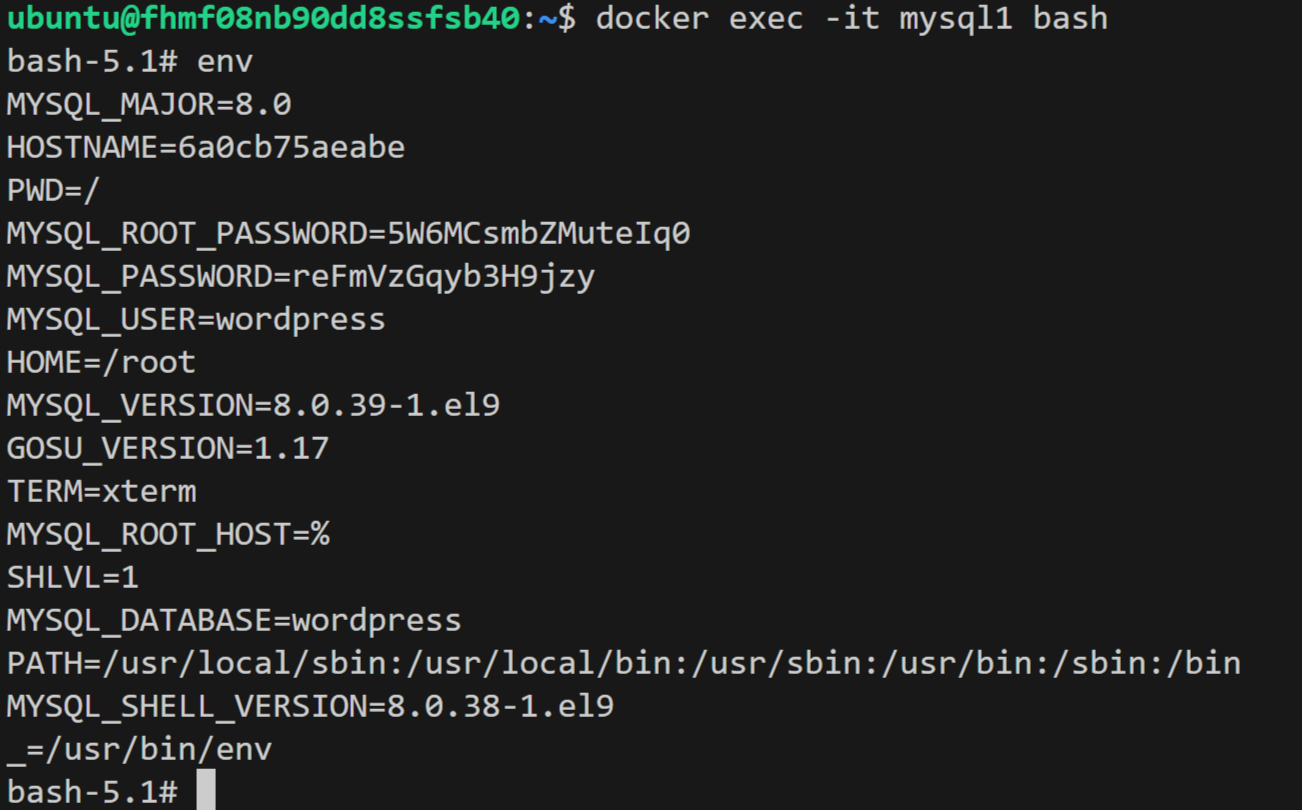 ubuntu@fhmf08nb90dd8ssfsb40:~$ docker exec -it mysql1 bash
bash-5.1# env
MYSQL_MAJOR=8.0
HOSTNAME=6a0cb75aeabe
PWD=/
MYSQL_ROOT_PASSWORD=5W6MCsmbZMuteIq0
MYSQL_PASSWORD=reFmVzGqyb3H9jzy
MYSQL_USER=wordpress
HOME=/root
MYSQL_VERSION=8.0.39-1.el9
GOSU_VERSION=1.17
TERM=xterm
MYSQL_ROOT_HOST=%
SHLVL=1
MYSQL_DATABASE=wordpress
PATH=/usr/local/sbin:/usr/local/bin:/usr/sbin:/usr/bin:/sbin:/bin
MYSQL_SHELL_VERSION=8.0.38-1.el9
_=/usr/bin/env
bash-5.1#